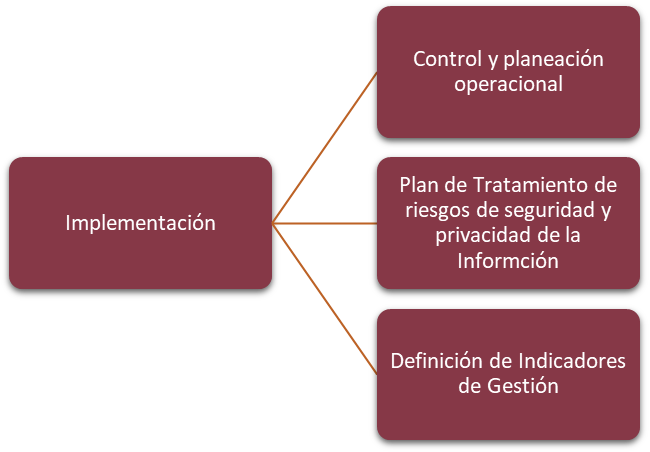 Control y planeación
operacional
Implementación
Plan de Tratamiento de
riesgos de seguridad y
privacidad de la
Informción
Definición de Indicadores
de Gestión